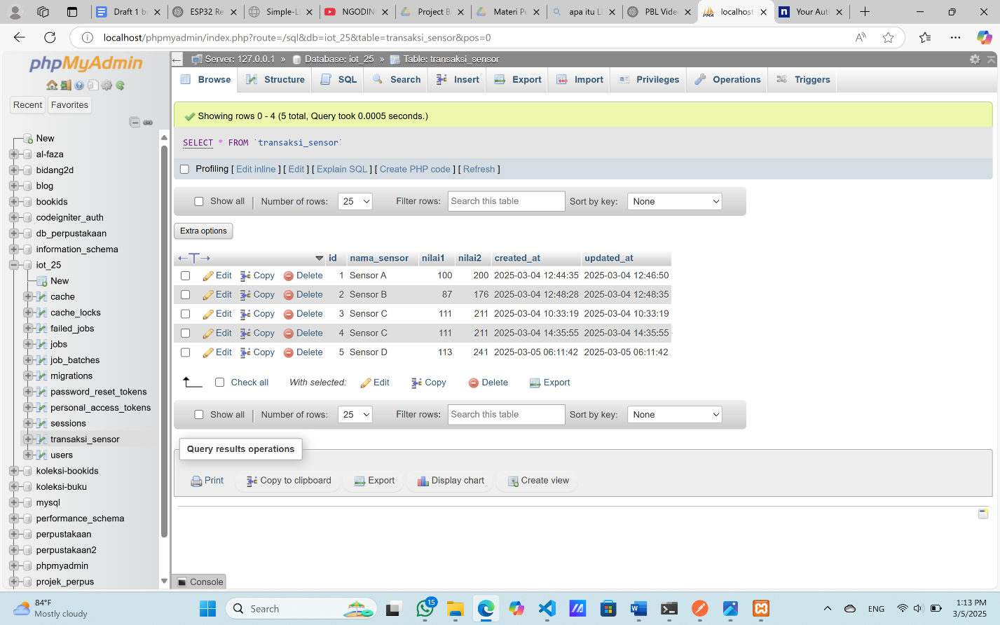 Draft 1 b
ESP32 Re
Simple-L
NGODIN
Project B
Materi Pe
apa itu L
PBL Vide
localhost
Your Aut
localhost/phpmyadmin/index.php?route=/sql&db=iot_25&table=transaksi_sensor&pos=0
phpMyAdmin
Recent
Favorites
New
al-faza
bidang2d
blog
bookids
codeigniter_auth
db_perpustakaan
information_schema
iot_25
New
cache
cache_locks
failed_jobs
jobs
job_batches
migrations
password_reset_tokens
personal_access_tokens
sessions
transaksi_sensor
users
koleksi-bookids
koleksi-buku
mysql
performance_schema
perpustakaan
perpustakaan2
phpmyadmin
projek_perpus
Server: 127.0.0.1 » Database: iot_25 » Table: transaksi_sensor
Browse Structure SQL Search Insert Export Import Privileges Operations Triggers
Showing rows 0 - 4 (5 total, Query took 0.0005 seconds.)
SELECT * FROM `transaksi_sensor`
Profiling [ Edit inline ] [ Edit ] [ Explain SQL ] [ Create PHP code ] [ Refresh ]
Show all Number of rows: 25 Filter rows: Search this table Sort by key: None
Extra options
id nama_sensor nilai1 nilai2 created_at updated_at
Edit Copy Delete 1 Sensor A 100 200 2025-03-04 12:44:35 2025-03-04 12:46:50
Edit Copy Delete 2 Sensor B 87 176 2025-03-04 12:48:28 2025-03-04 12:48:35
Edit Copy Delete 3 Sensor C 111 211 2025-03-04 10:33:19 2025-03-04 10:33:19
Edit Copy Delete 4 Sensor C 111 211 2025-03-04 14:35:55 2025-03-04 14:35:55
Edit Copy Delete 5 Sensor D 113 241 2025-03-05 06:11:42 2025-03-05 06:11:42
Check all With selected: Edit Copy Delete Export
Show all Number of rows: 25 Filter rows: Search this table Sort by key: None
Query results operations
Print Copy to clipboard Export Display chart Create view
Console
84°F
Mostly cloudy
Search
15
ENG
1:13 PM
3/5/2025